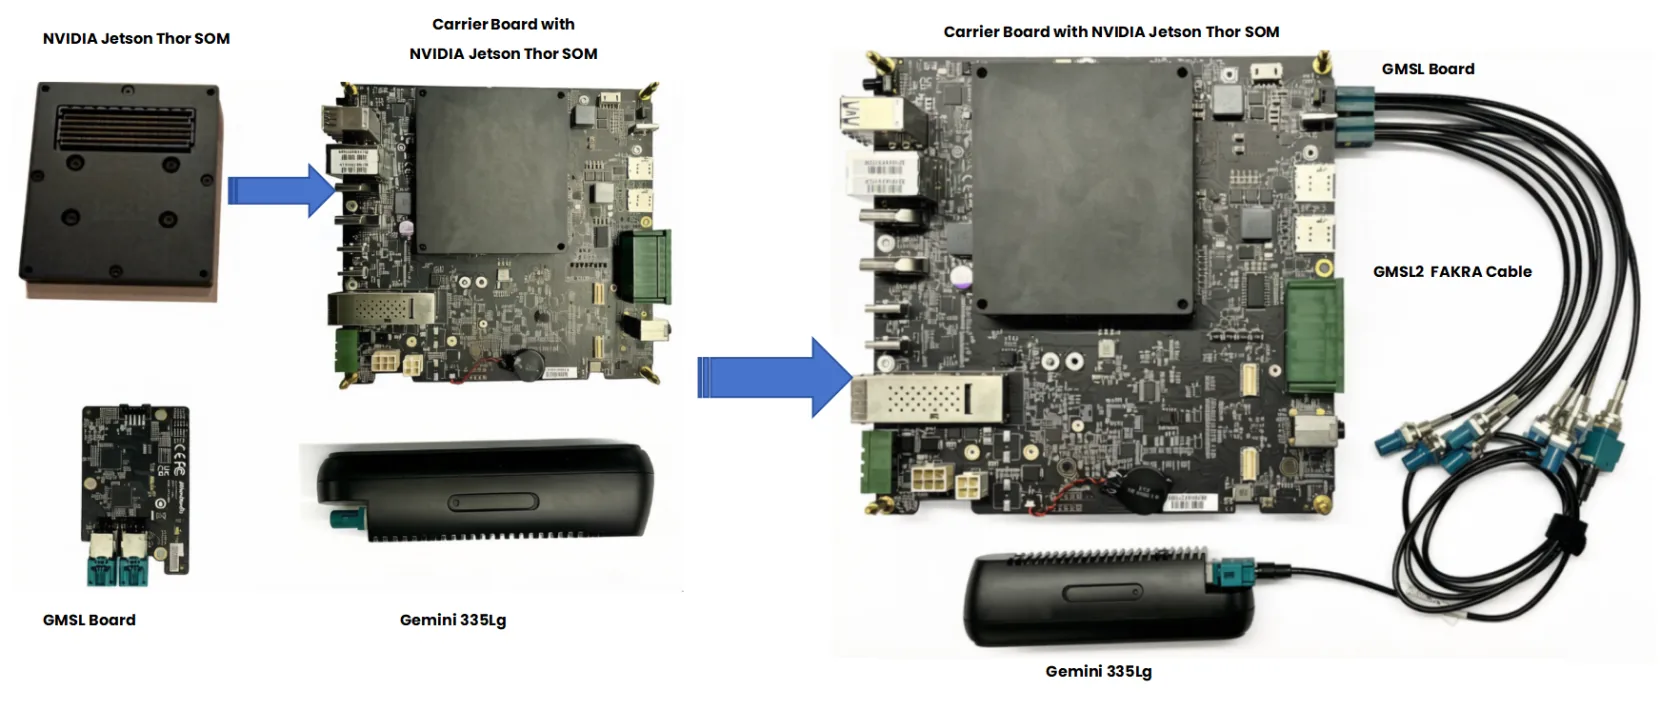 NVIDIA Jetson Thor SOM
Carrier Board with
NVIDIA Jetson Thor SOM
GMSL Board
Gemini 335Lg
Carrier Board with NVIDIA Jetson Thor SOM
GMSL Board
GMSL2 FAKRA Cable
Gemini 335Lg